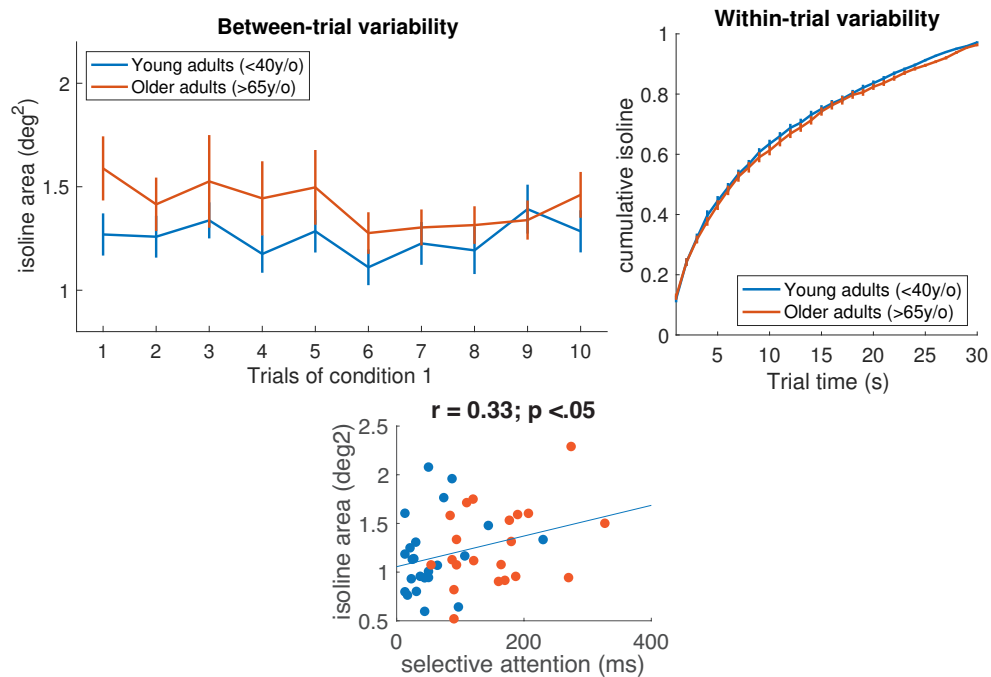 Between-trial variability
Young adults (<40y/o)
Older adults (>65y/o)
isoline area (deg²)
2
1.5
1
1 2 3 4 5 6 7 8 9 10
Trials of condition 1
Within-trial variability
cumulative isoline
1
0.8
0.6
0.4
0.2
0
Young adults (<40y/o)
Older adults (>65y/o)
5 10 15 20 25 30
Trial time (s)
r = 0.33; p <.05
isoline area (deg2)
2.5
2
1.5
1
0.5
0 200 400
selective attention (ms)